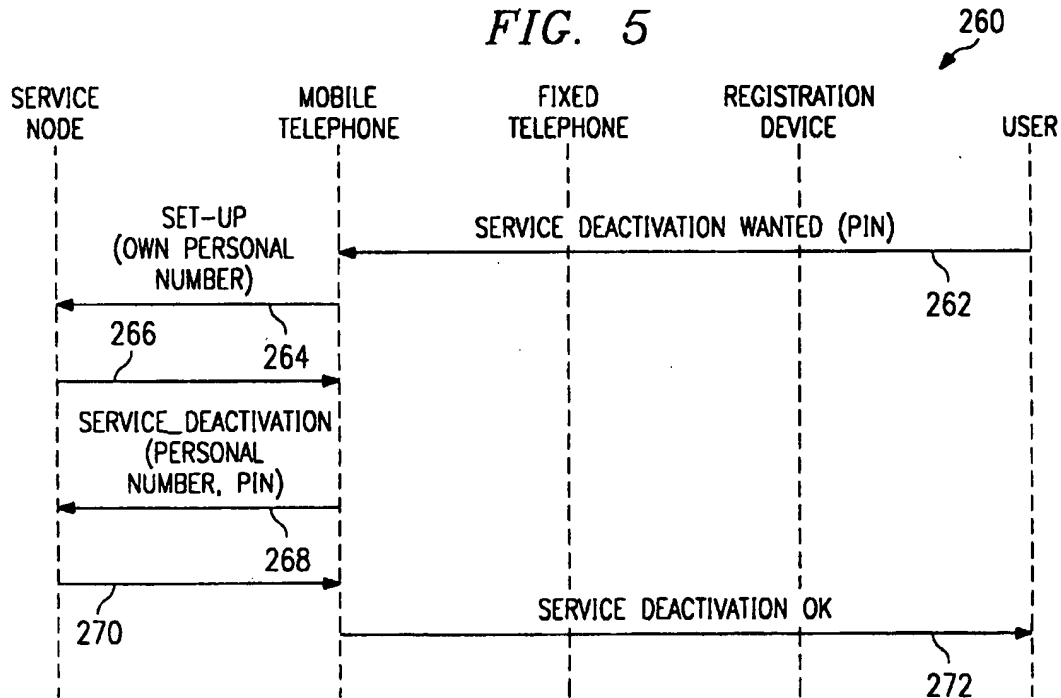 FIG. 5
260
SERVICE
NODE
MOBILE
TELEPHONE
FIXED
TELEPHONE
REGISTRATION
DEVICE
USER
SET-UP
(OWN PERSONAL
NUMBER)
SERVICE DEACTIVATION WANTED (PIN)
262
266
264
SERVICE_DEACTIVATION
(PERSONAL
NUMBER, PIN)
268
270
SERVICE DEACTIVATION OK
272